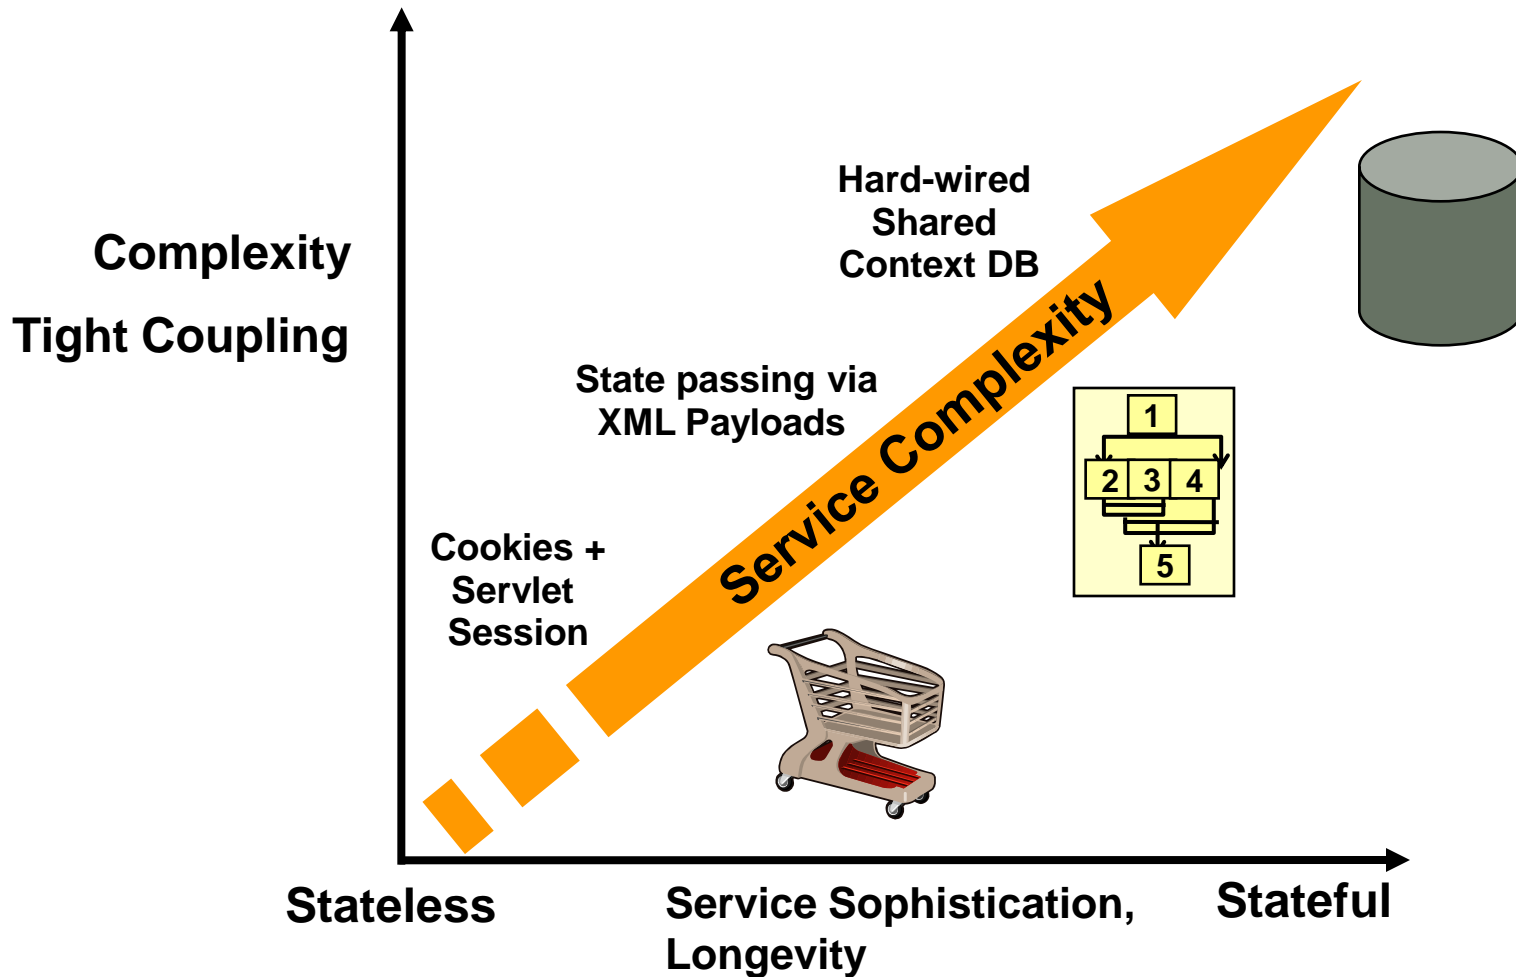 Hard-wired
Shared
Context DB
Complexity
Tight Coupling
State passing via
XML Payloads
Service Complexity
1
2 3 4
5
Cookies +
Servlet
Session
Stateless
Service Sophistication,
Longevity
Stateful